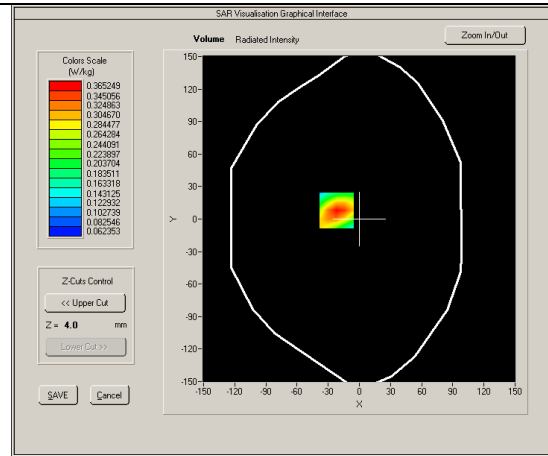 SAR Visualisation Graphical Interface
Volume Radiated Intensity
Zoom In/Out
Colors Scale
(W/kg)
0.365249
0.345056
0.324863
0.304670
0.284477
0.264284
0.244091
0.223897
0.203704
0.183511
0.163318
0.143125
0.122932
0.102739
0.082546
0.062353
Z-Cuts Control
<< Upper Cut
Z = 4.0 mm
Lower Cut >>
SAVE Cancel
150
120
90
60
30
0
-30
-60
-90
-120
-150
Y
-150 -120 -90 -60 -30 0 30 60 90 120 150
X